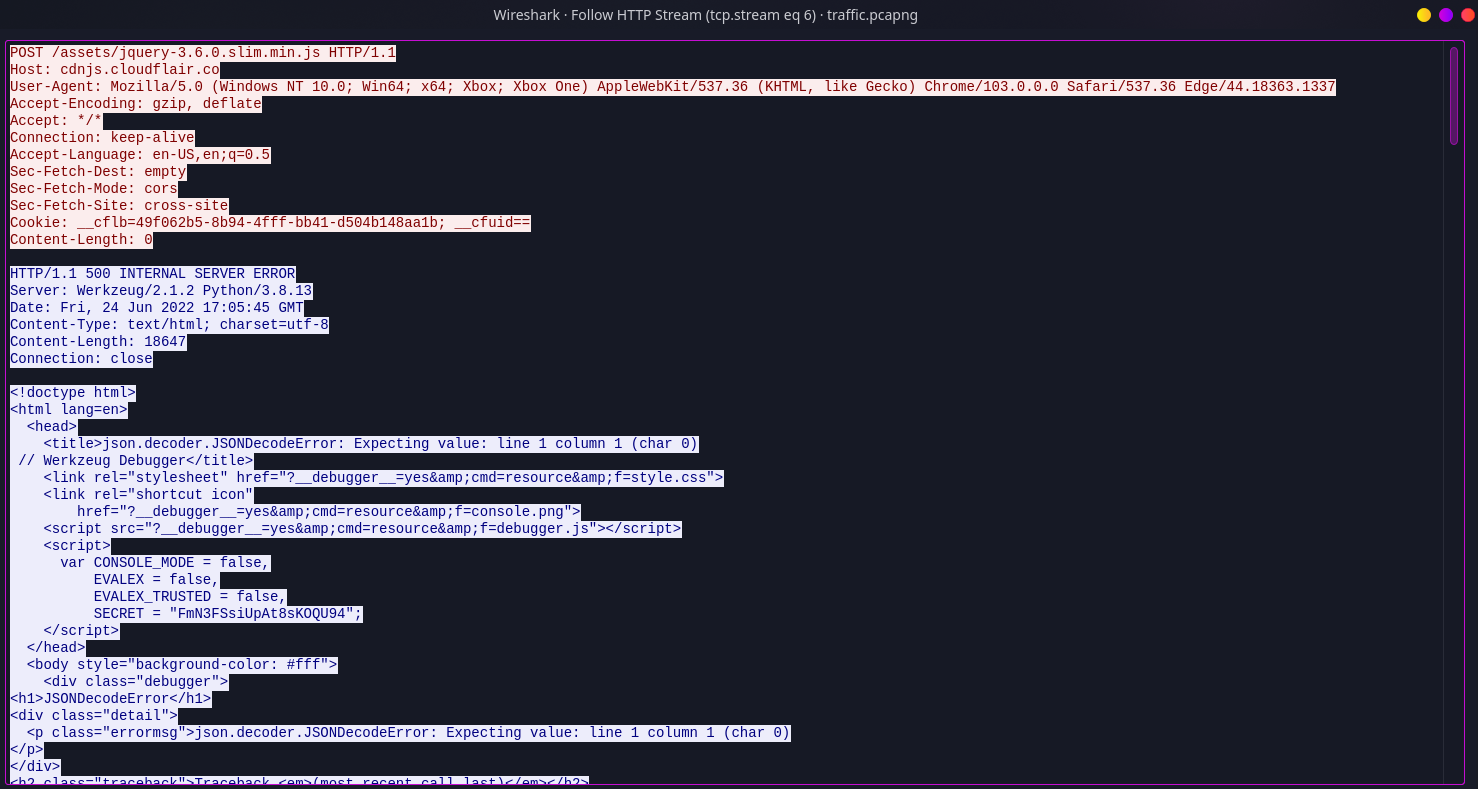 Wireshark · Follow HTTP Stream (tcp.stream eq 6) · traffic.pcapng
POST /assets/jquery-3.6.0.slim.min.js HTTP/1.1
Host: cdnjs.cloudflair.co
User-Agent: Mozilla/5.0 (Windows NT 10.0; Win64; x64; Xbox; Xbox One) AppleWebKit/537.36 (KHTML, like Gecko) Chrome/103.0.0.0 Safari/537.36 Edge/44.18363.1337
Accept-Encoding: gzip, deflate
Accept: */*
Connection: keep-alive
Accept-Language: en-US,en;q=0.5
Sec-Fetch-Dest: empty
Sec-Fetch-Mode: cors
Sec-Fetch-Site: cross-site
Cookie: __cflb=49f062b5-8b94-4fff-bb41-d504b148aa1b; __cfuid==
Content-Length: 0
HTTP/1.1 500 INTERNAL SERVER ERROR
Server: Werkzeug/2.1.2 Python/3.8.13
Date: Fri, 24 Jun 2022 17:05:45 GMT
Content-Type: text/html; charset=utf-8
Content-Length: 18647
Connection: close
<!doctype html>
<html lang=en>
  <head>
    <title>json.decoder.JSONDecodeError: Expecting value: line 1 column 1 (char 0)
 // Werkzeug Debugger</title>
    <link rel="stylesheet" href="?__debugger__=yes&amp;cmd=resource&amp;f=style.css">
    <link rel="shortcut icon"
        href="?__debugger__=yes&amp;cmd=resource&amp;f=console.png">
    <script src="?__debugger__=yes&amp;cmd=resource&amp;f=debugger.js"></script>
    <script>
      var CONSOLE_MODE = false,
          EVALEX = false,
          EVALEX_TRUSTED = false,
          SECRET = "FmN3FSsiUpAt8sKOQU94";
    </script>
  </head>
  <body style="background-color: #fff">
    <div class="debugger">
<h1>JSONDecodeError</h1>
<div class="detail">
  <p class="errormsg">json.decoder.JSONDecodeError: Expecting value: line 1 column 1 (char 0)
</p>
</div>
<h2 class="traceback">Traceback <em>(most recent call last)</em></h2>